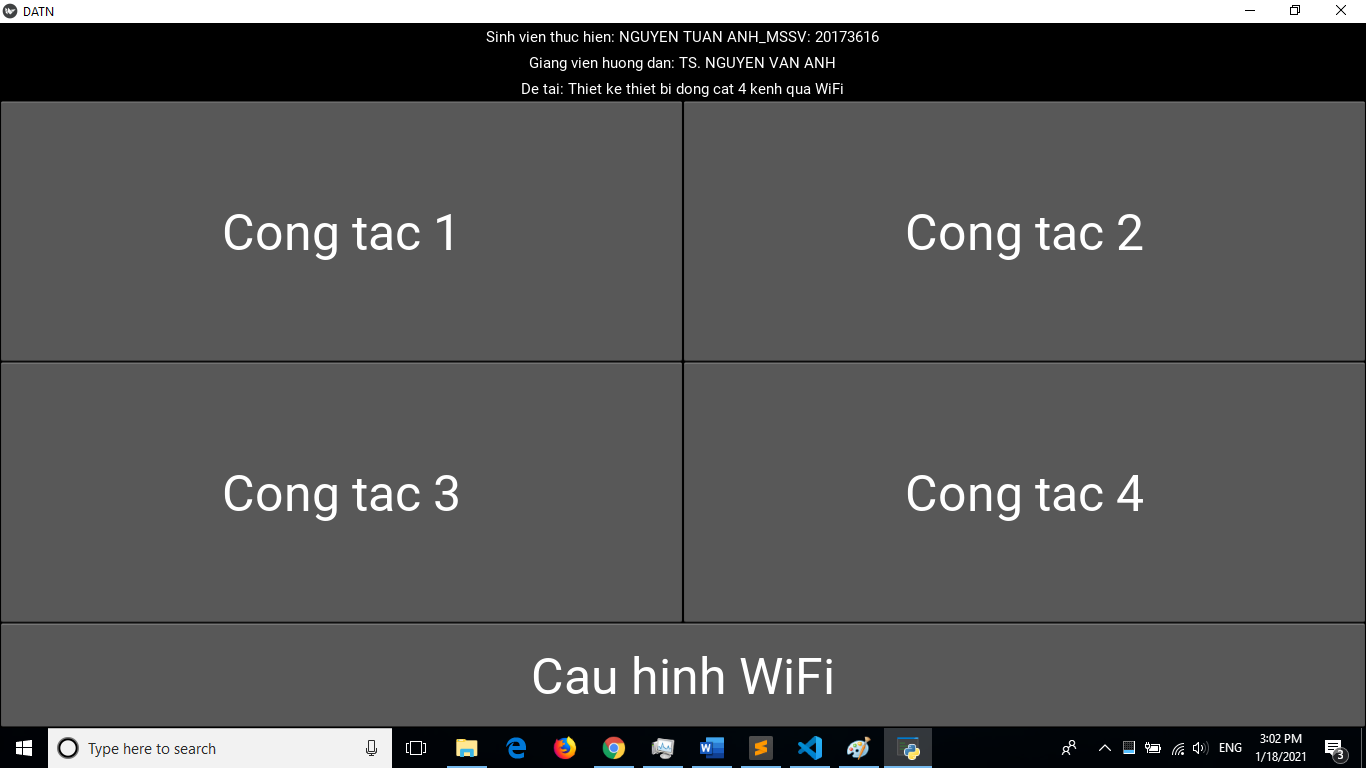 DATN
Sinh vien thuc hien: NGUYEN TUAN ANH_MSSV: 20173616
Giang vien huong dan: TS. NGUYEN VAN ANH
De tai: Thiet ke thiet bi dong cat 4 kenh qua WiFi
Cong tac 1
Cong tac 2
Cong tac 3
Cong tac 4
Cau hinh WiFi
Type here to search
ENG
3:02 PM
1/18/2021
3